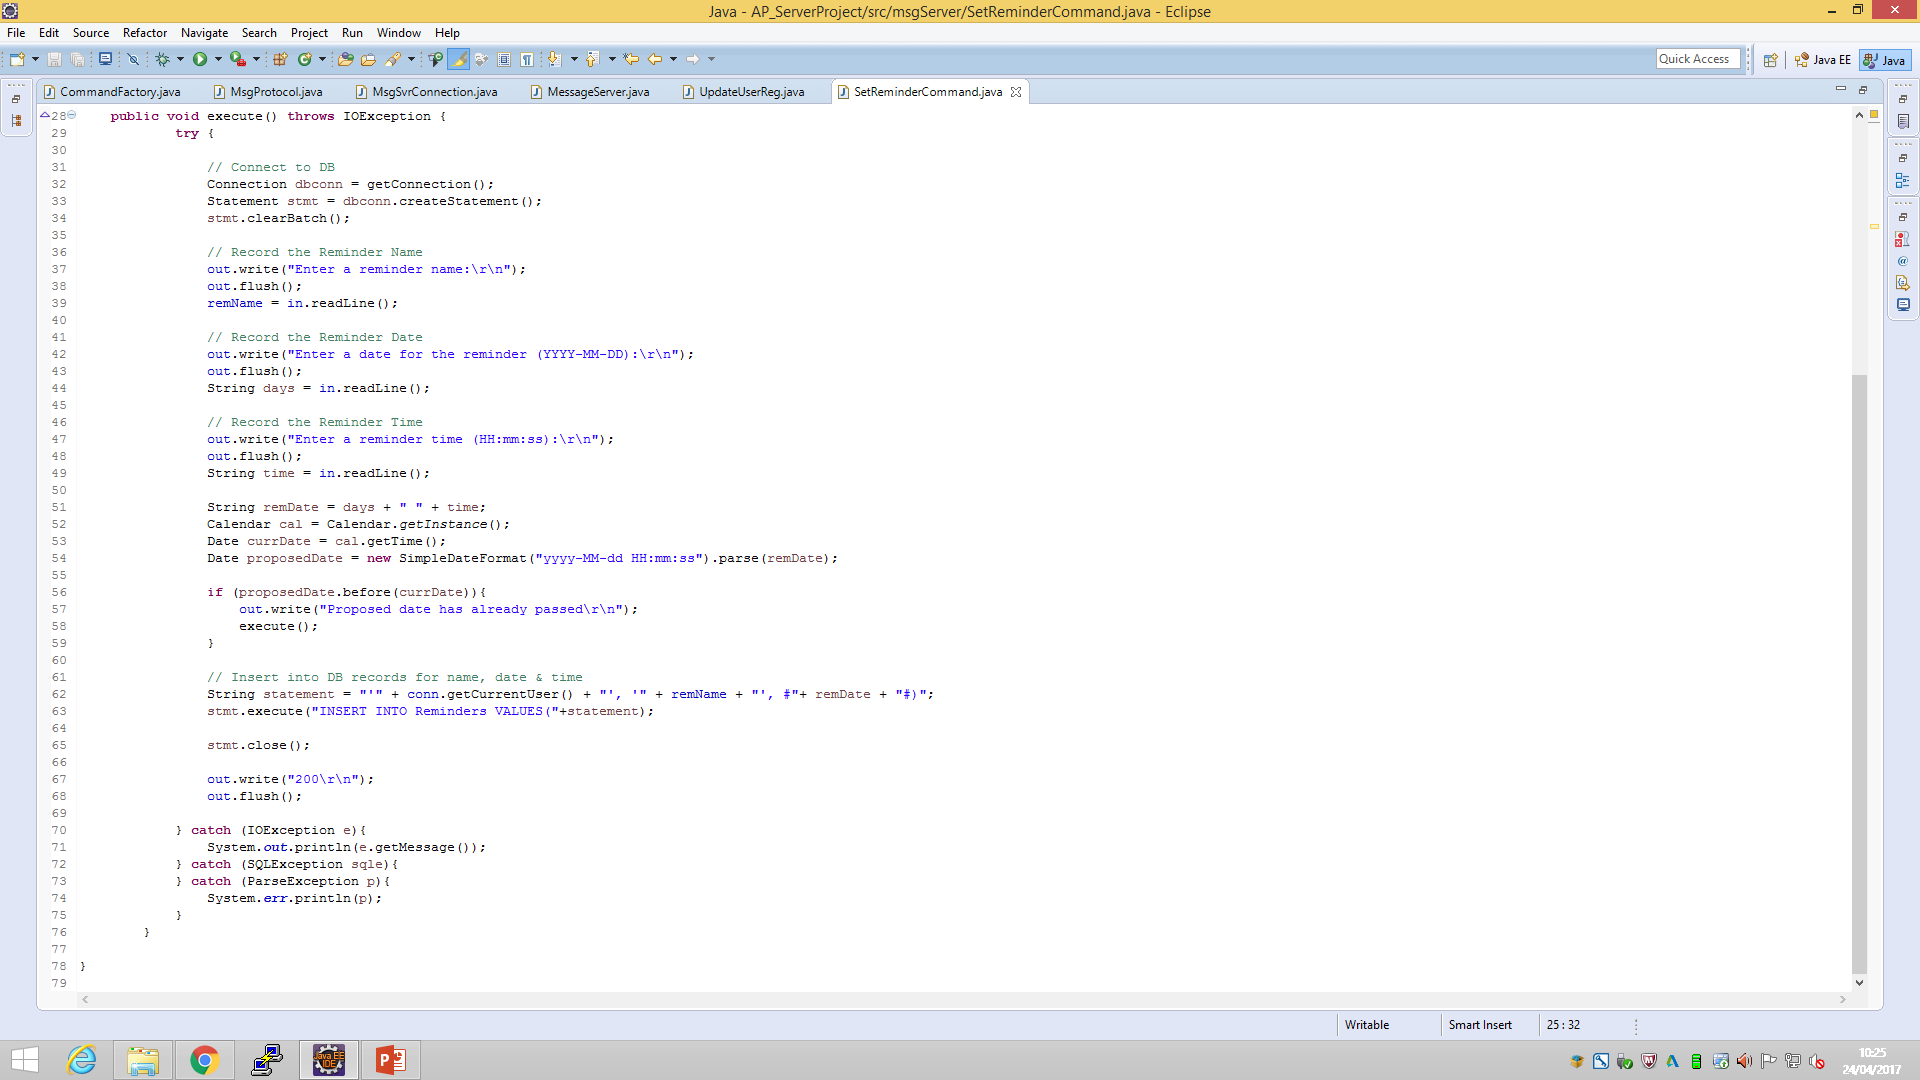 Java - AP_ServerProject/src/msgServer/SetReminderCommand.java - Eclipse
File Edit Source Refactor Navigate Search Project Run Window Help
Quick Access
Java EE
Java
CommandFactory.java
MsgProtocol.java
MsgSvrConnection.java
MessageServer.java
UpdateUserReg.java
SetReminderCommand.java
28 public void execute() throws IOException {
29 try {
30
31 // Connect to DB
32 Connection dbconn = getConnection();
33 Statement stmt = dbconn.createStatement();
34 stmt.clearBatch();
35
36 // Record the Reminder Name
37 out.write("Enter a reminder name:\r\n");
38 out.flush();
39 remName = in.readLine();
40
41 // Record the Reminder Date
42 out.write("Enter a date for the reminder (YYYY-MM-DD):\r\n");
43 out.flush();
44 String days = in.readLine();
45
46 // Record the Reminder Time
47 out.write("Enter a reminder time (HH:mm:ss):\r\n");
48 out.flush();
49 String time = in.readLine();
50
51 String remDate = days + " " + time;
52 Calendar cal = Calendar.getInstance();
53 Date currDate = cal.getTime();
54 Date proposedDate = new SimpleDateFormat("yyyy-MM-dd HH:mm:ss").parse(remDate);
55
56 if (proposedDate.before(currDate)){
57 out.write("Proposed date has already passed\r\n");
58 execute();
59 }
60
61 // Insert into DB records for name, date & time
62 String statement = "'" + conn.getCurrentUser() + "', '" + remName + "', #"+ remDate + "#)";
63 stmt.execute("INSERT INTO Reminders VALUES("+statement);
64
65 stmt.close();
66
67 out.write("200\r\n");
68 out.flush();
69
70 } catch (IOException e){
71 System.out.println(e.getMessage());
72 } catch (SQLException sqle){
73 } catch (ParseException p){
74 System.err.println(p);
75 }
76 }
77
78 }
79
Writable
Smart Insert
25 : 32
Java EE
IDE
10:25
24/04/2017